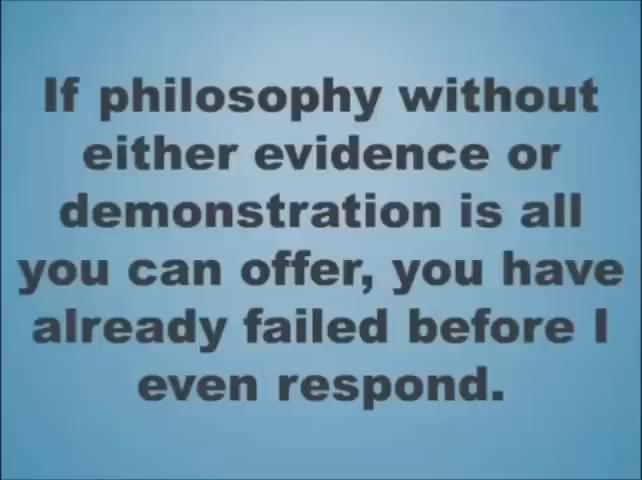 If philosophy without
either evidence or
demonstration is all
you can offer, you have
already failed before I
even respond.